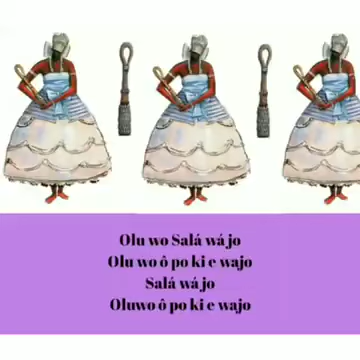 Olu wo Salá wá jo
Olu wo ô po ki e wajo
Salá wá jo
Oluwo ô po ki e wajo